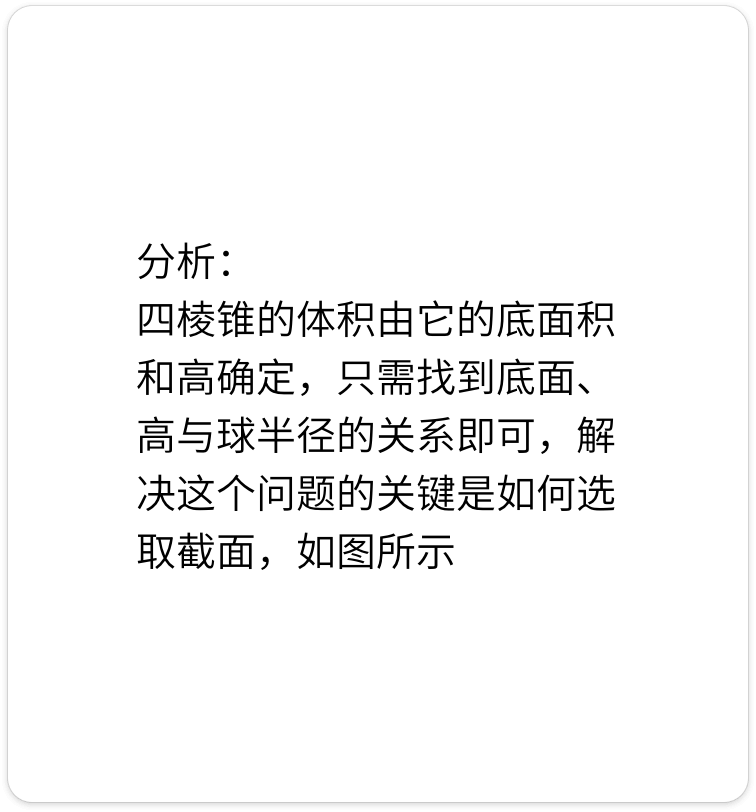 分析：
四棱锥的体积由它的底面积
和高确定，只需找到底面、
高与球半径的关系即可，解
决这个问题的关键是如何选
取截面，如图所示